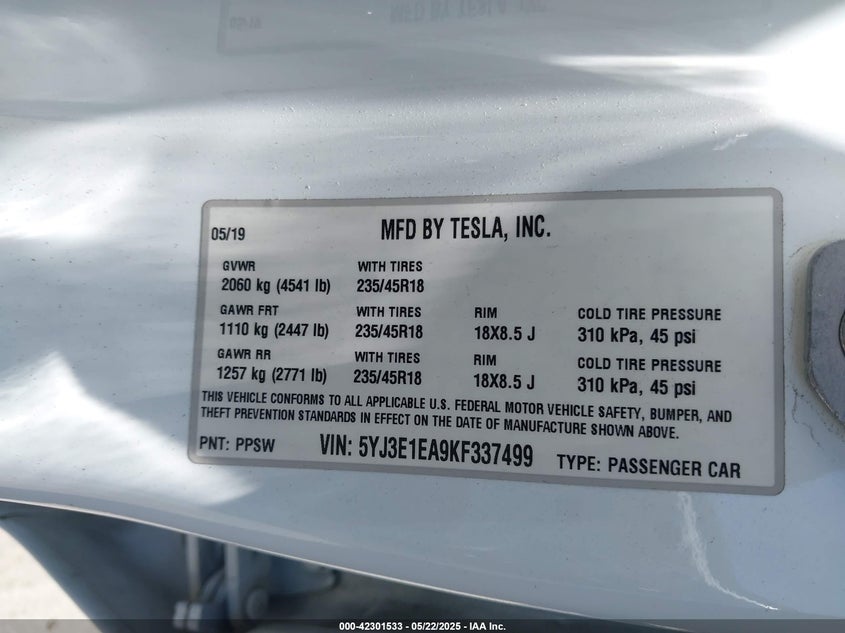 05/19 MFD BY TESLA, INC.
GVWR WITH TIRES
2060 kg (4541 lb) 235/45R18
GAWR FRT WITH TIRES RIM COLD TIRE PRESSURE
1110 kg (2447 lb) 235/45R18 18X8.5 J 310 kPa, 45 psi
GAWR RR WITH TIRES RIM COLD TIRE PRESSURE
1257 kg (2771 lb) 235/45R18 18X8.5 J 310 kPa, 45 psi
THIS VEHICLE CONFORMS TO ALL APPLICABLE U.S. FEDERAL MOTOR VEHICLE SAFETY, BUMPER, AND
THEFT PREVENTION STANDARDS IN EFFECT ON THE DATE OF MANUFACTURE SHOWN ABOVE.
PNT: PPSW VIN: 5YJ3E1EA9KF337499 TYPE: PASSENGER CAR
000-42301533 - 05/22/2025 - IAA Inc.